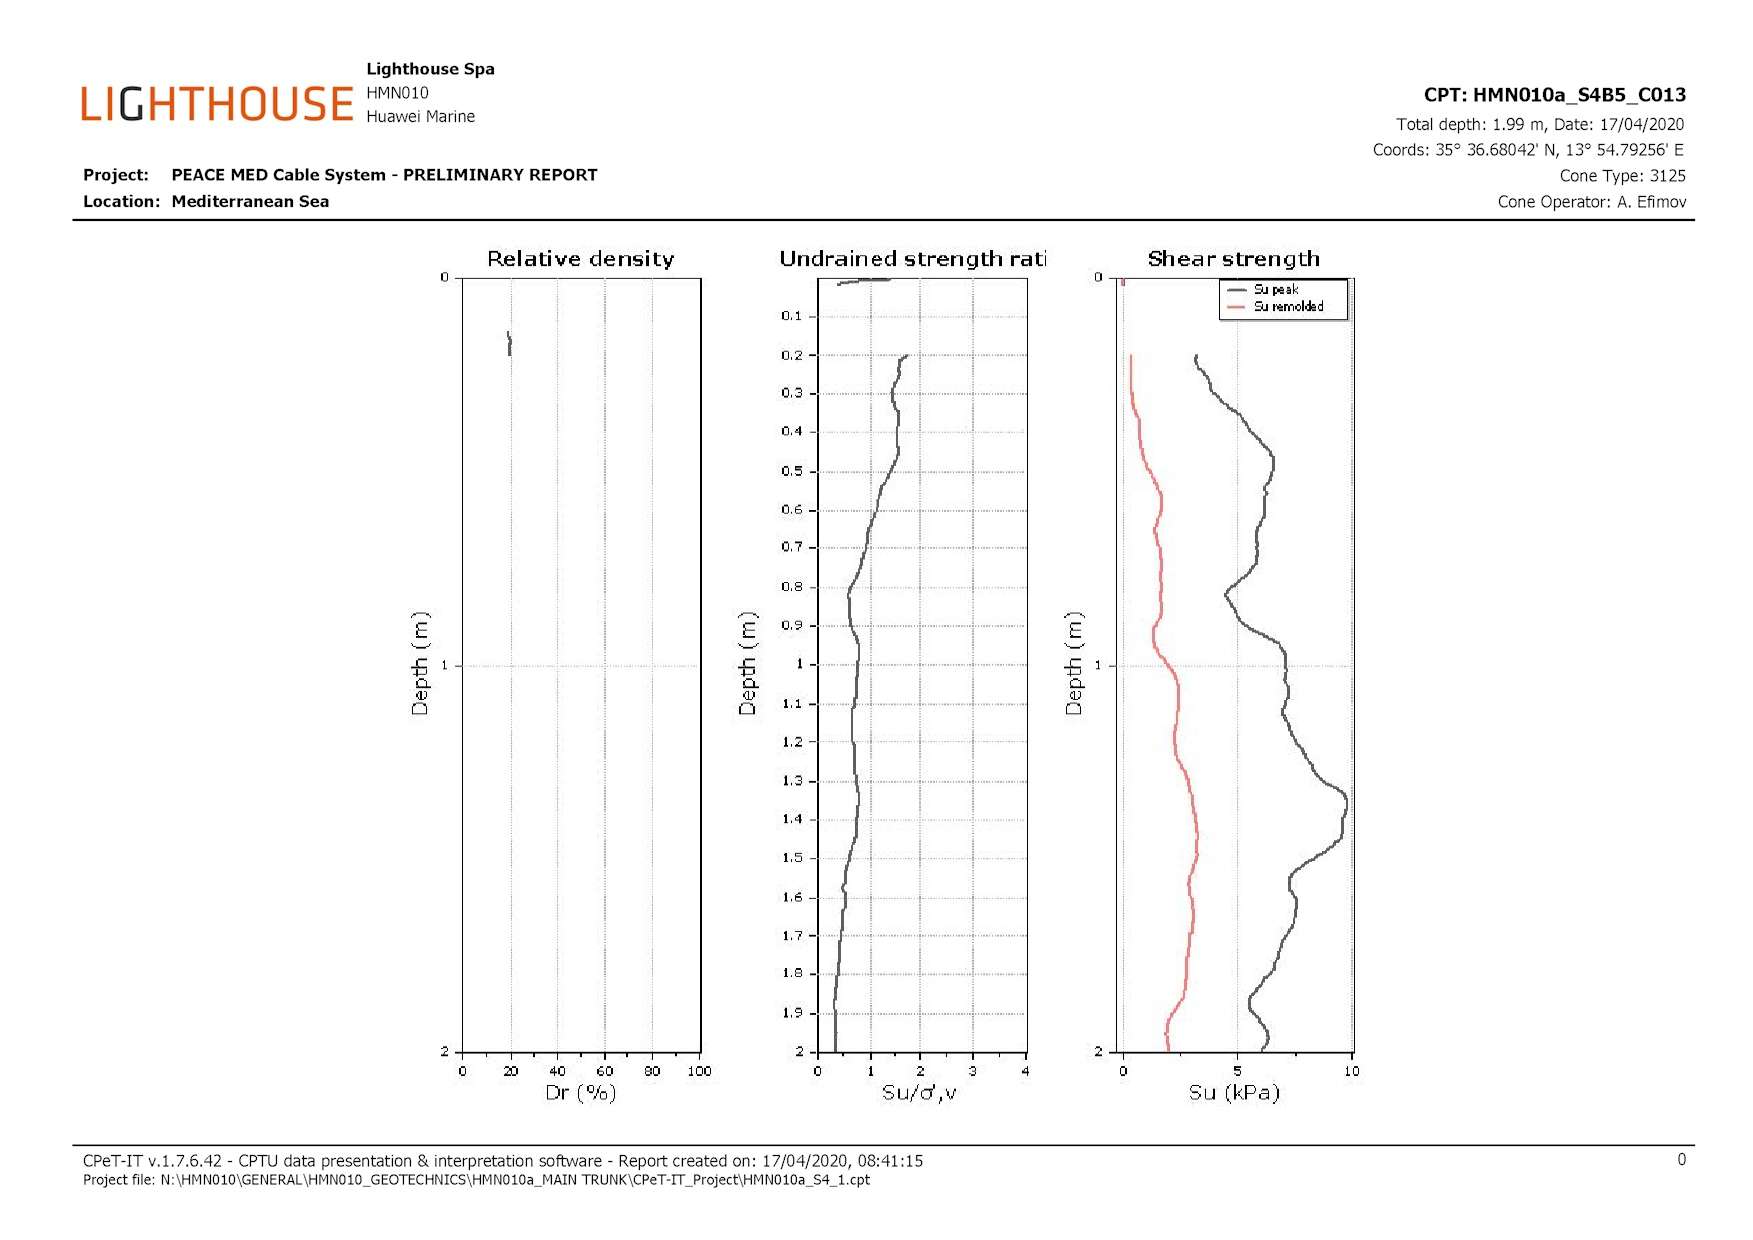 LIGHTHOUSE
Lighthouse Spa
HMN010
Huawei Marine
Project: PEACE MED Cable System - PRELIMINARY REPORT
Location: Mediterranean Sea
CPT: HMN010a_S4B5_C013
Total depth: 1.99 m, Date: 17/04/2020
Coords: 35° 36.68042' N, 13° 54.79256' E
Cone Type: 3125
Cone Operator: A. Efimov
Relative density
0
1
2
Depth (m)
0 20 40 60 80 100
Dr (%)
Undrained strength rati
0.1
0.2
0.3
0.4
0.5
0.6
0.7
0.8
0.9
1
1.1
1.2
1.3
1.4
1.5
1.6
1.7
1.8
1.9
2
Depth (m)
0 1 2 3 4
Su/σ',v
Shear strength
Su peak
Su remolded
0
1
2
Depth (m)
0 5 10
Su (kPa)
CPeT-IT v.1.7.6.42 - CPTU data presentation & interpretation software - Report created on: 17/04/2020, 08:41:15
0
Project file: N:\HMN010\GENERAL\HMN010_GEOTECHNICS\HMN010a_MAIN TRUNK\CPeT-IT_Project\HMN010a_S4_1.cpt